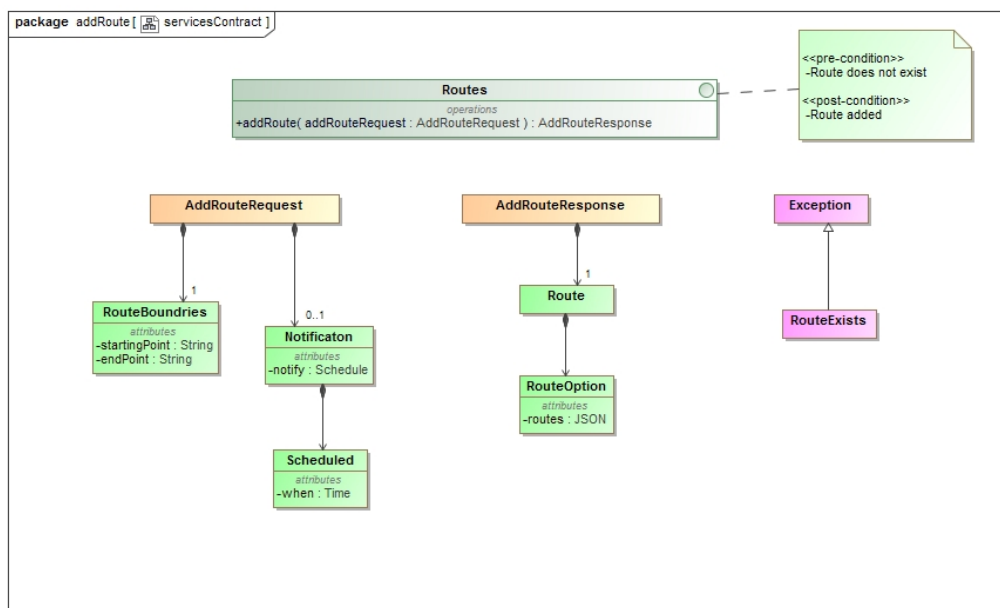 package addRoute [ servicesContract ]
<<pre-condition>>
-Route does not exist
<<post-condition>>
-Route added
Routes
operations
+addRoute( addRouteRequest : AddRouteRequest ) : AddRouteResponse
AddRouteRequest
AddRouteResponse
Exception
1
RouteBoundries
attributes
-startingPoint : String
-endPoint : String
0..1
Notificaton
attributes
-notify : Schedule
Scheduled
attributes
-when : Time
1
Route
RouteOption
attributes
-routes : JSON
RouteExists